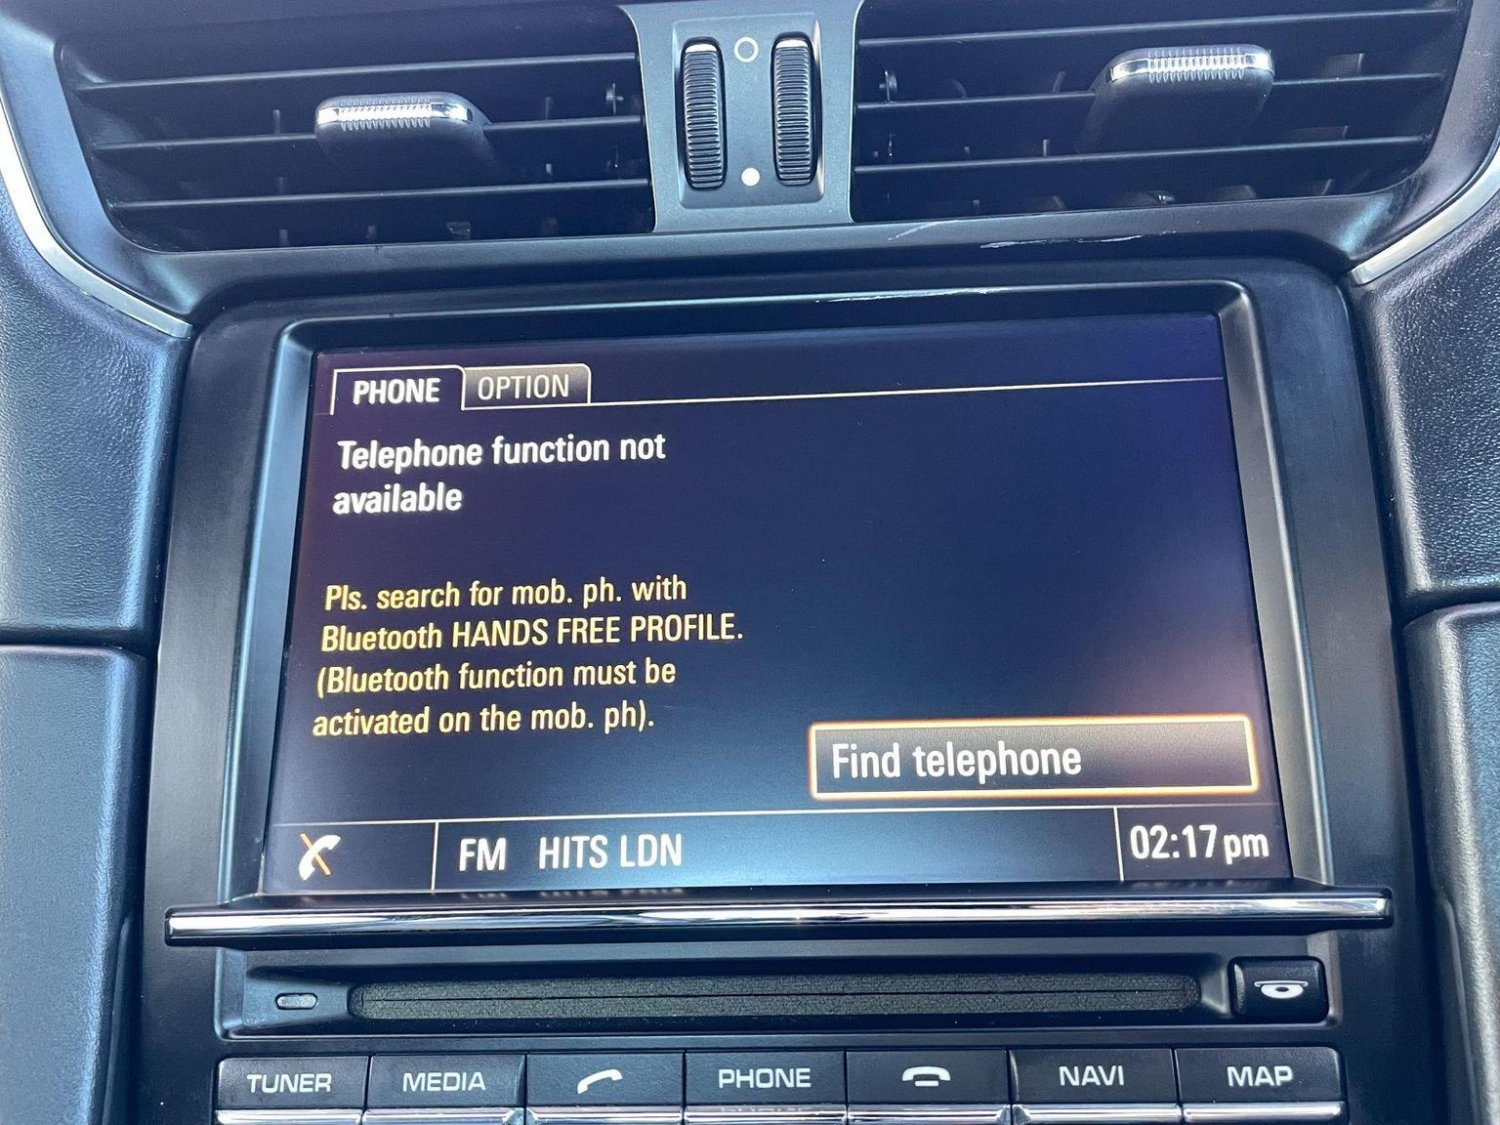 PHONE OPTION
Telephone function not
available
Pls. search for mob. ph. with
Bluetooth HANDS FREE PROFILE.
(Bluetooth function must be
activated on the mob. ph).
Find telephone
FM HITS LDN 02:17 pm
TUNER MEDIA PHONE NAVI MAP